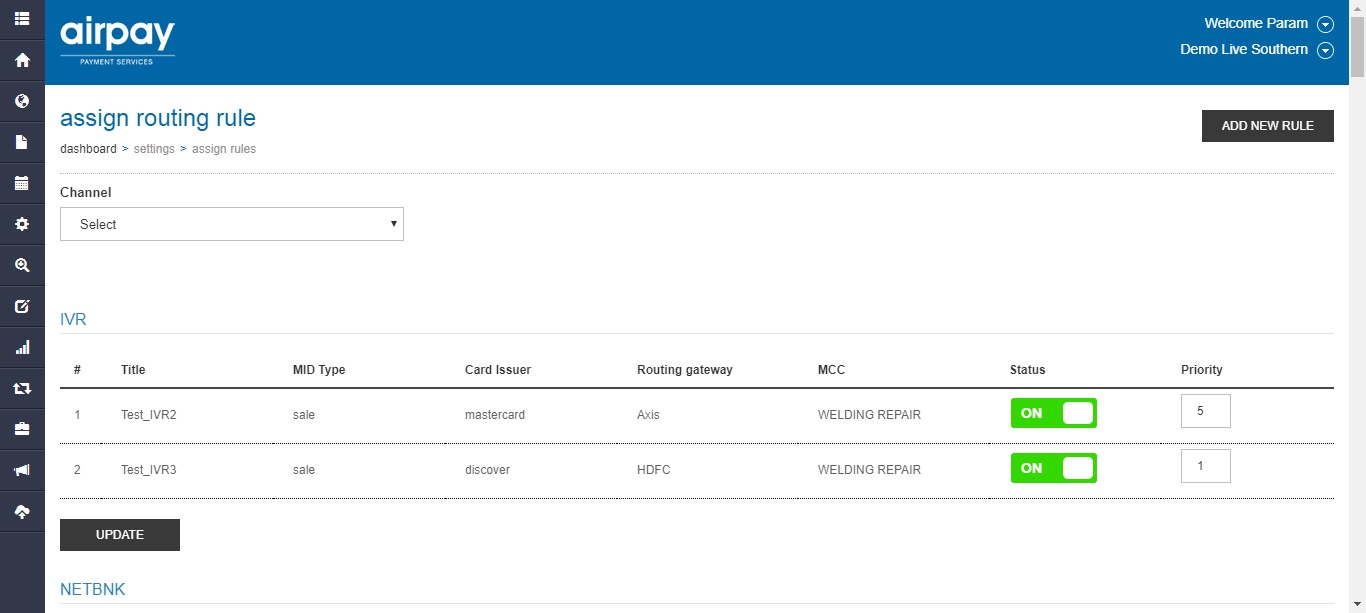 airpay
PAYMENT SERVICES
Welcome Param
Demo Live Southern
assign routing rule
ADD NEW RULE
dashboard > settings > assign rules
Channel
Select
IVR
# Title MID Type Card Issuer Routing gateway MCC Status Priority
1 Test_IVR2 sale mastercard Axis WELDING REPAIR ON 5
2 Test_IVR3 sale discover HDFC WELDING REPAIR ON 1
UPDATE
NETBNK